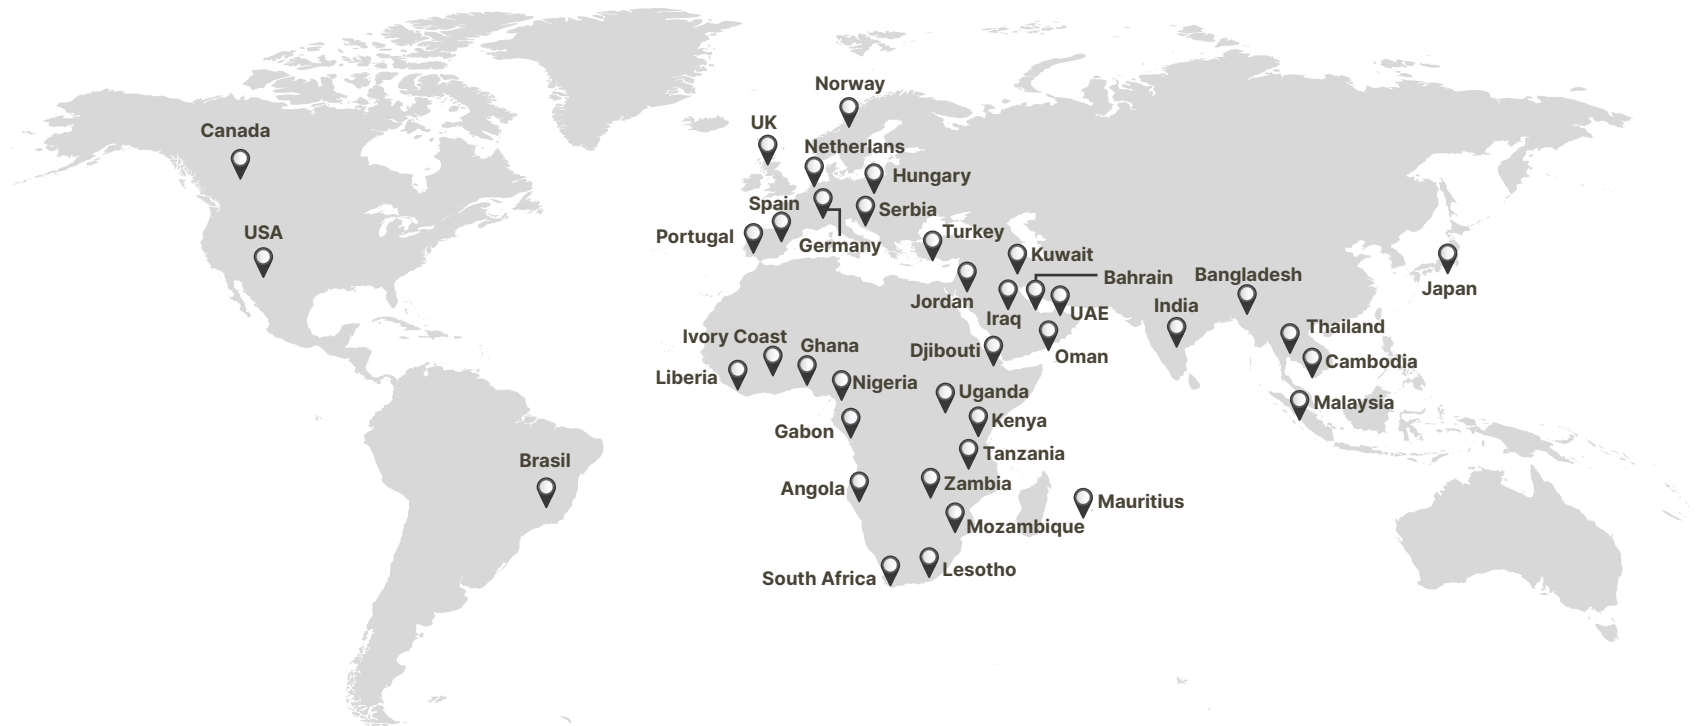 Norway
UK
Canada
Netherlans
Hungary
Spain
Serbia
USA
Portugal
Germany
Turkey
Kuwait
Bahrain
Bangladesh
Japan
Jordan
Iraq
UAE
India
Thailand
Ivory Coast
Ghana
Djibouti
Oman
Cambodia
Liberia
Nigeria
Uganda
Malaysia
Gabon
Kenya
Tanzania
Brasil
Angola
Zambia
Mauritius
Mozambique
South Africa
Lesotho